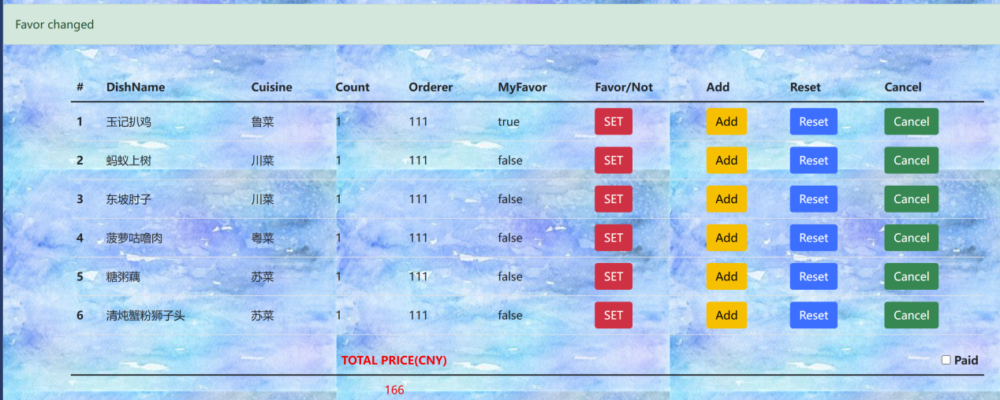 Favor changed
# DishName Cuisine Count Orderer MyFavor Favor/Not Add Reset Cancel
1 玉记扒鸡 鲁菜 1 111 true SET Add Reset Cancel
2 蚂蚁上树 川菜 1 111 false SET Add Reset Cancel
3 东坡肘子 川菜 1 111 false SET Add Reset Cancel
4 菠萝咕噜肉 粤菜 1 111 false SET Add Reset Cancel
5 糖粥藕 苏菜 1 111 false SET Add Reset Cancel
6 清炖蟹粉狮子头 苏菜 1 111 false SET Add Reset Cancel
TOTAL PRICE(CNY) Paid
166